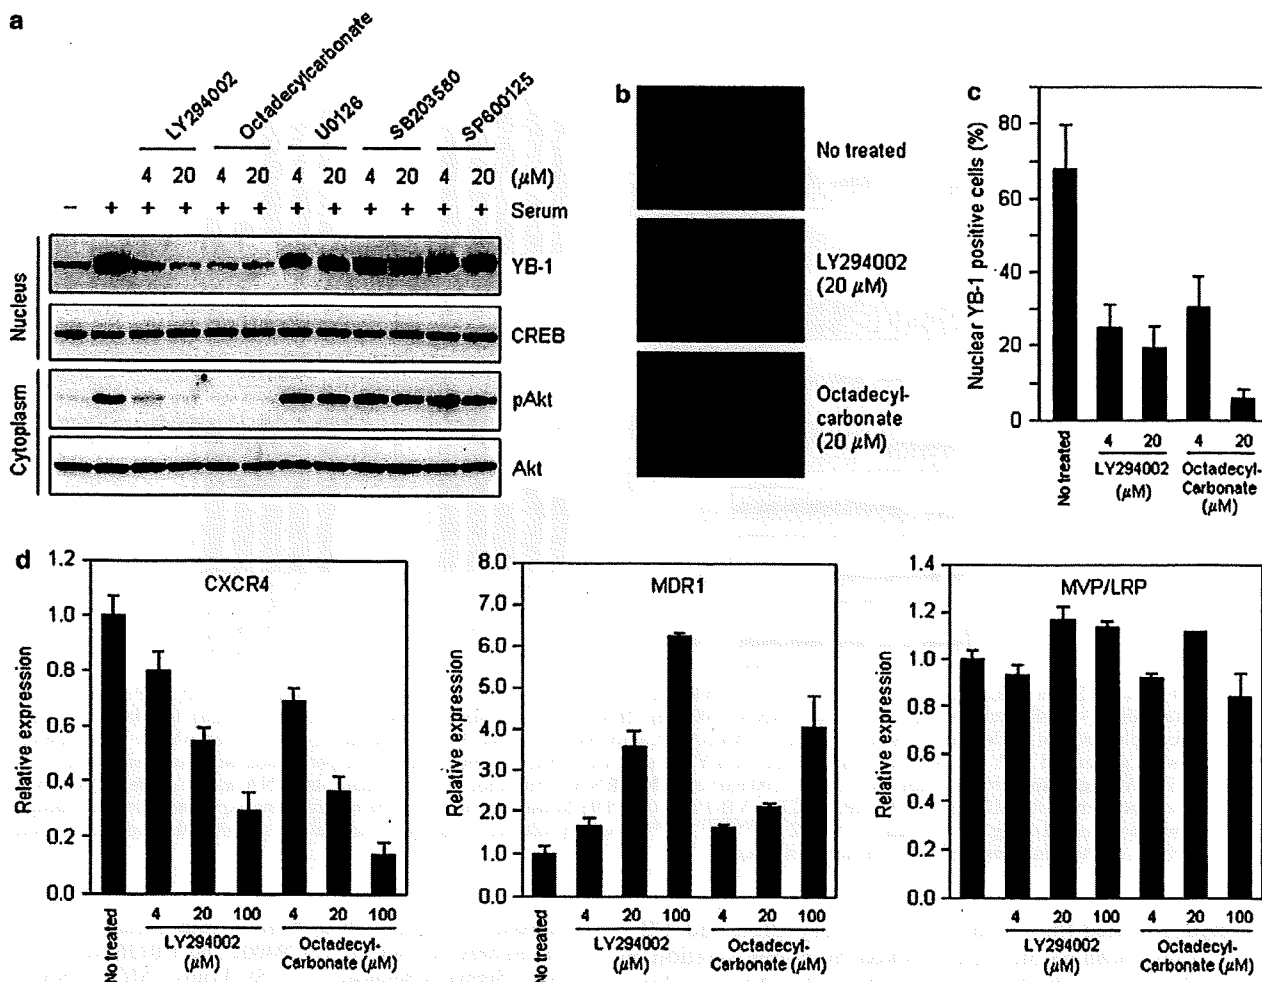 a
LY294002
Octadecylcarbonate
U0126
SB203580
SP600125
4 20 4 20 4 20 4 20 4 20 (μM)
– + + + + + + + + + + + Serum
Nucleus
YB-1
CREB
Cytoplasm
pAkt
Akt
b
No treated
LY294002
(20 μM)
Octadecyl-
carbonate
(20 μM)
c
Nuclear YB-1 positive cells (%)
80
60
40
20
0
No treated
4 20 4 20
LY294002
(μM)
Octadecyl-
Carbonate
(μM)
d
CXCR4
Relative expression
1.2
1.0
0.8
0.6
0.4
0.2
0.0
No treated
4 20 100 4 20 100
LY294002
(μM)
Octadecyl-
Carbonate (μM)
MDR1
Relative expression
8.0
7.0
6.0
5.0
4.0
3.0
2.0
1.0
0.0
No treated
4 20 100 4 20 100
LY294002
(μM)
Octadecyl-
Carbonate (μM)
MVP/LRP
Relative expression
1.4
1.2
1.0
0.8
0.6
0.4
0.2
0.0
No treated
4 20 100 4 20 100
LY294002
(μM)
Octadecyl-
Carbonate (μM)